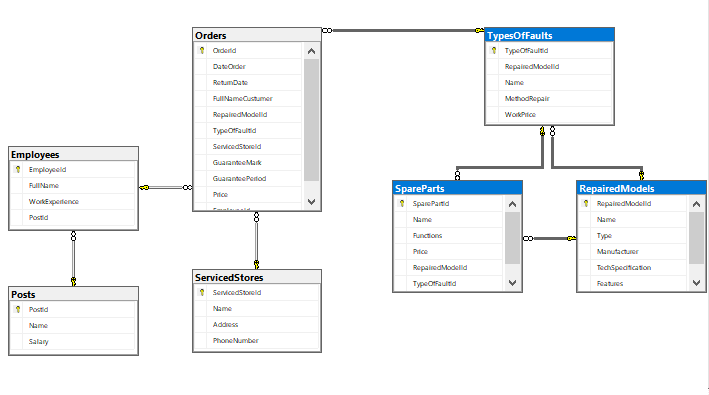 Orders
OrderId
DateOrder
ReturnDate
FullNameCustumer
RepairedModelId
TypeOfFaultId
ServicedStoreId
GuaranteeMark
GuaranteePeriod
Price
EmployeeId
TypesOfFaults
TypeOfFaultId
RepairedModelId
Name
MethodRepair
WorkPrice
Employees
EmployeeId
FullName
WorkExperience
PostId
SpareParts
SparePartId
Name
Functions
Price
RepairedModelId
TypeOfFaultId
RepairedModels
RepairedModelId
Name
Type
Manufacturer
TechSpecification
Features
Posts
PostId
Name
Salary
ServicedStores
ServicedStoreId
Name
Address
PhoneNumber